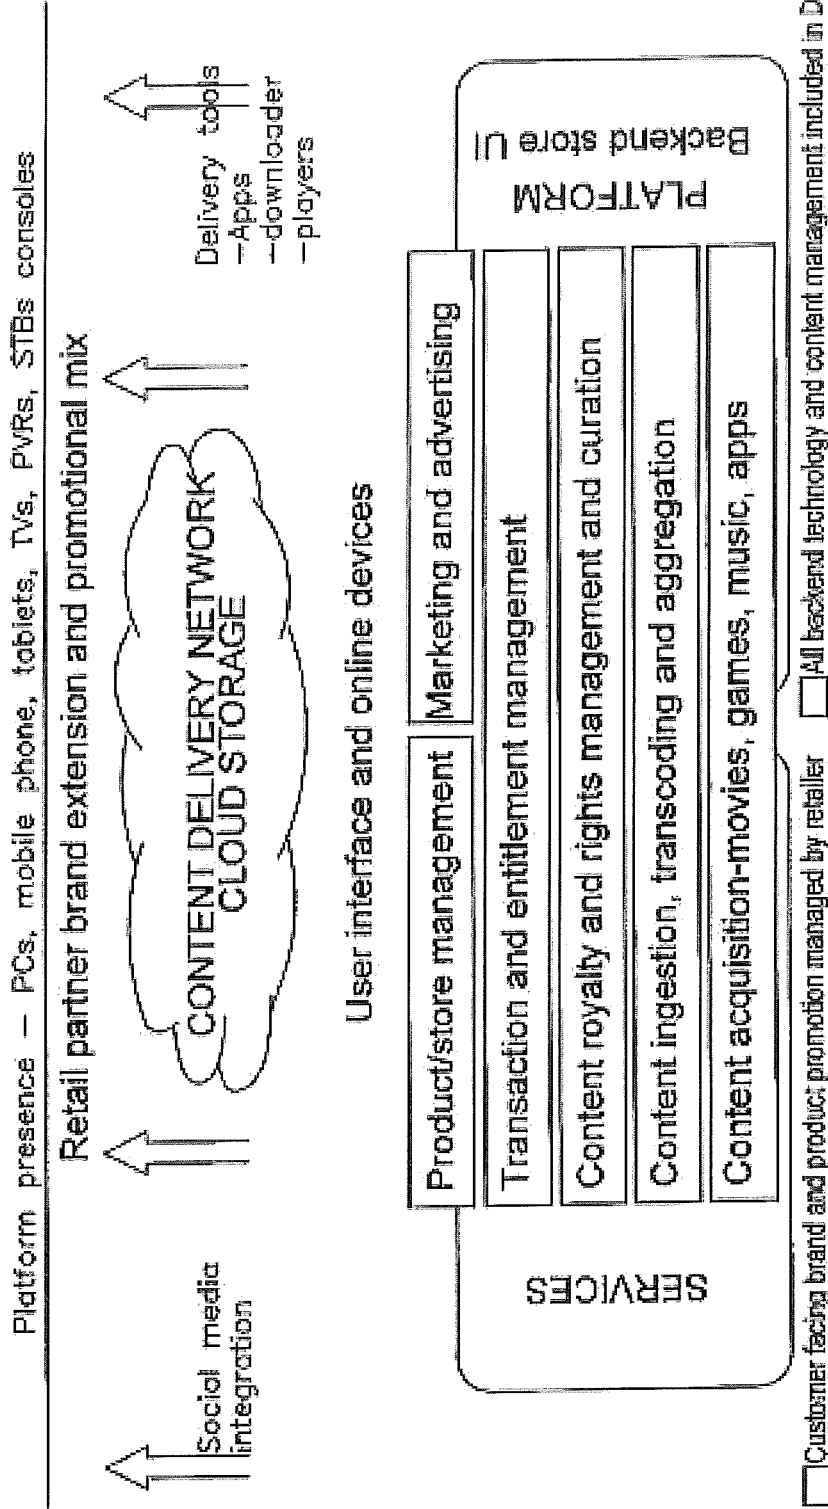 Platform presence — PCs, mobile phone, tablets, TVs, PVRs, STBs consoles
Retail partner brand extension and promotional mix
Social media
integration
CONTENT DELIVERY NETWORK
CLOUD STORAGE
Delivery tools
—Apps
—downloader
—players
User interface and online devices
Product/store management
Marketing and advertising
Transaction and entitlement management
Content royalty and rights management and curation
Content ingestion, transcoding and aggregation
Content acquisition-movies, games, music, apps
SERVICES
PLATFORM
Backend store UI
Customer facing brand and product promotion managed by retailer
All backend technology and content management included in D